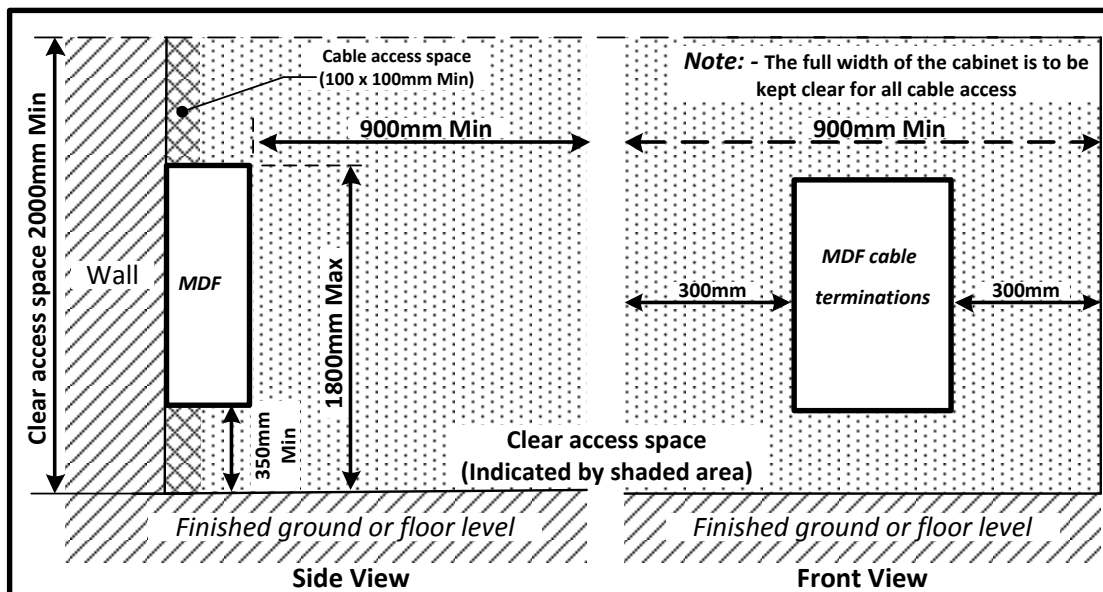 Clear access space 2000mm Min
Cable access space
(100 x 100mm Min)
900mm Min
Wall
MDF
1800mm Max
350mm
Min
Note: - The full width of the cabinet is to be
kept clear for all cable access
900mm Min
MDF cable
terminations
300mm
300mm
Clear access space
(Indicated by shaded area)
Finished ground or floor level
Finished ground or floor level
Side View
Front View